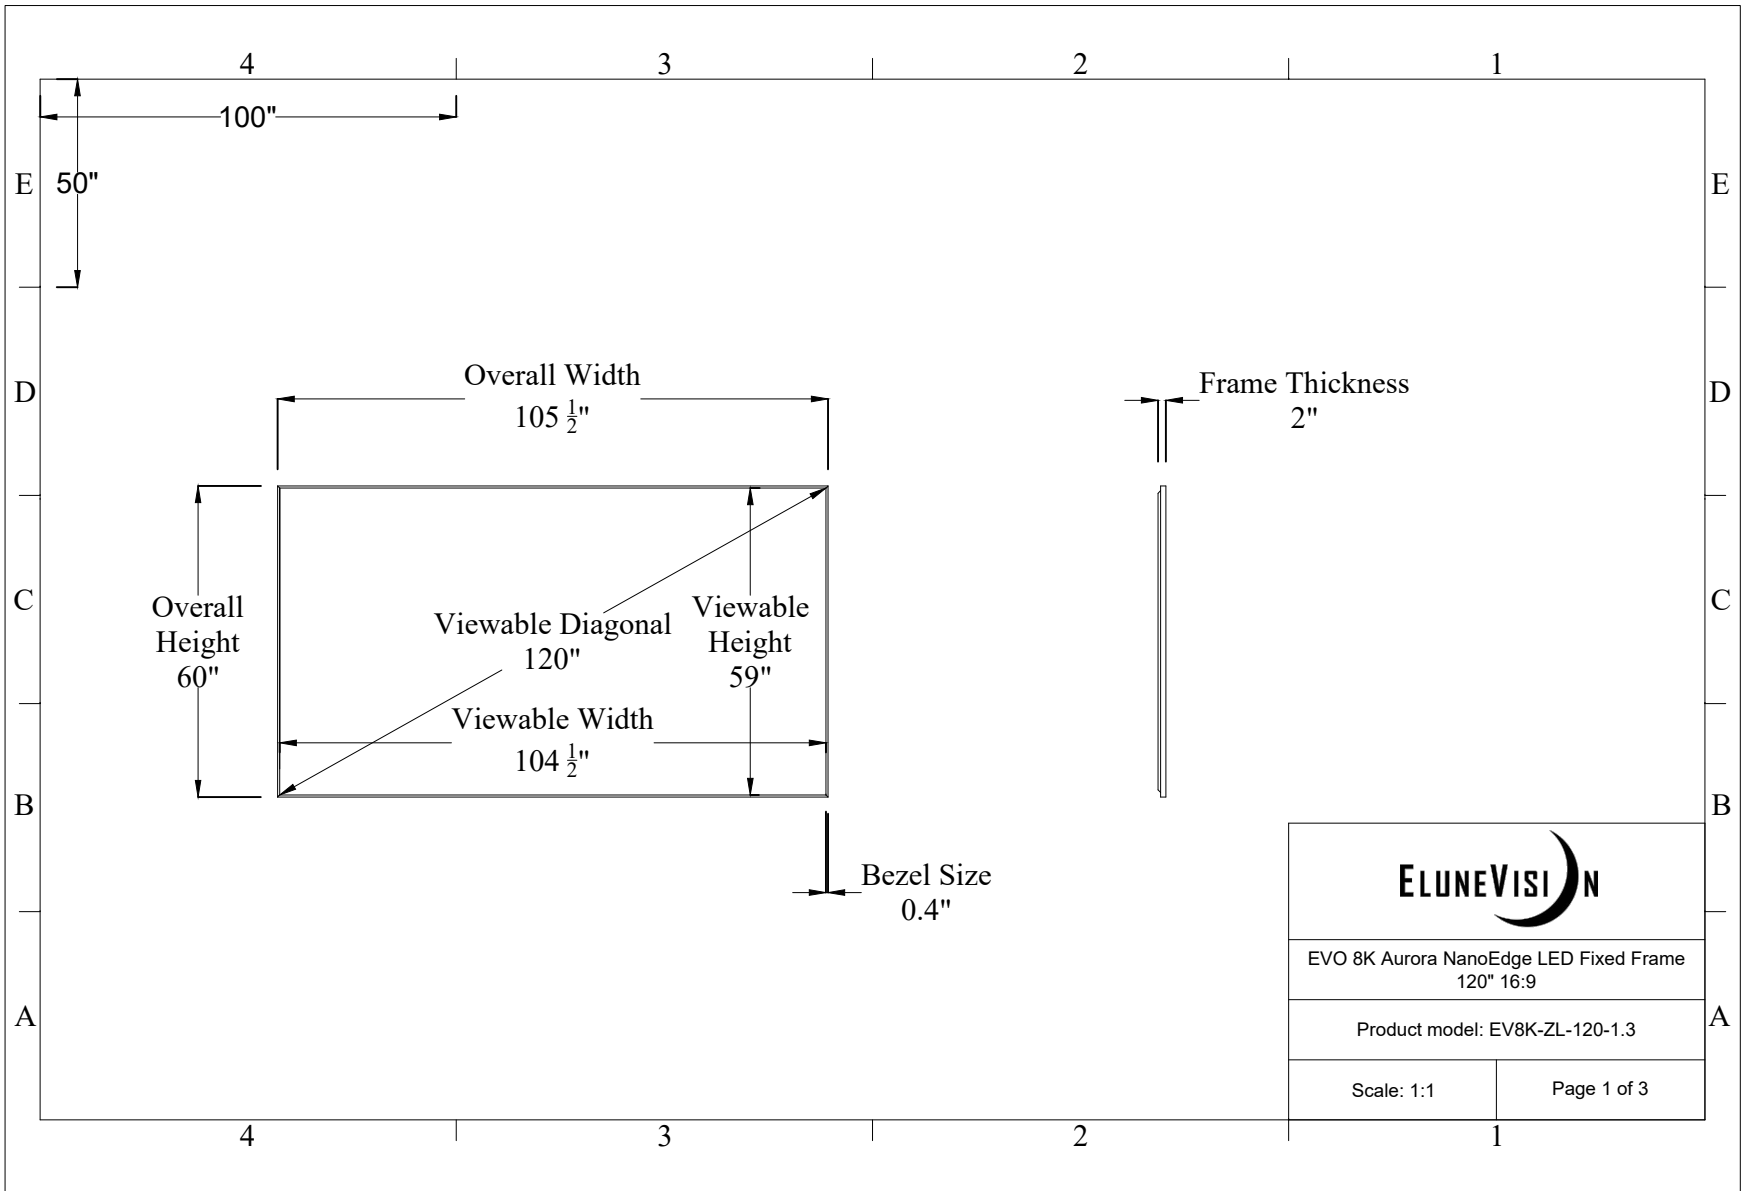 4 3 2 1
100"
E 50" E
D D
Overall Width
105 1/2"
Frame Thickness
2"
C C
Overall
Height
60"
Viewable Diagonal
120"
Viewable
Height
59"
Viewable Width
104 1/2"
B B
Bezel Size
0.4"
ELUNEVISION
EVO 8K Aurora NanoEdge LED Fixed Frame
120" 16:9
A A
Product model: EV8K-ZL-120-1.3
Scale: 1:1 Page 1 of 3
4 3 2 1